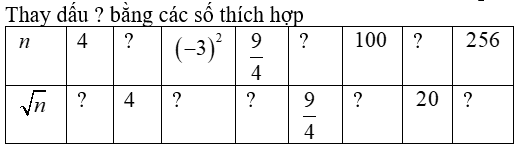 Thay dấu ? bằng các số thích hợp
n 4 ? (−3)² 9/4 ? 100 ? 256
√n ? 4 ? ? 9/4 ? 20 ?